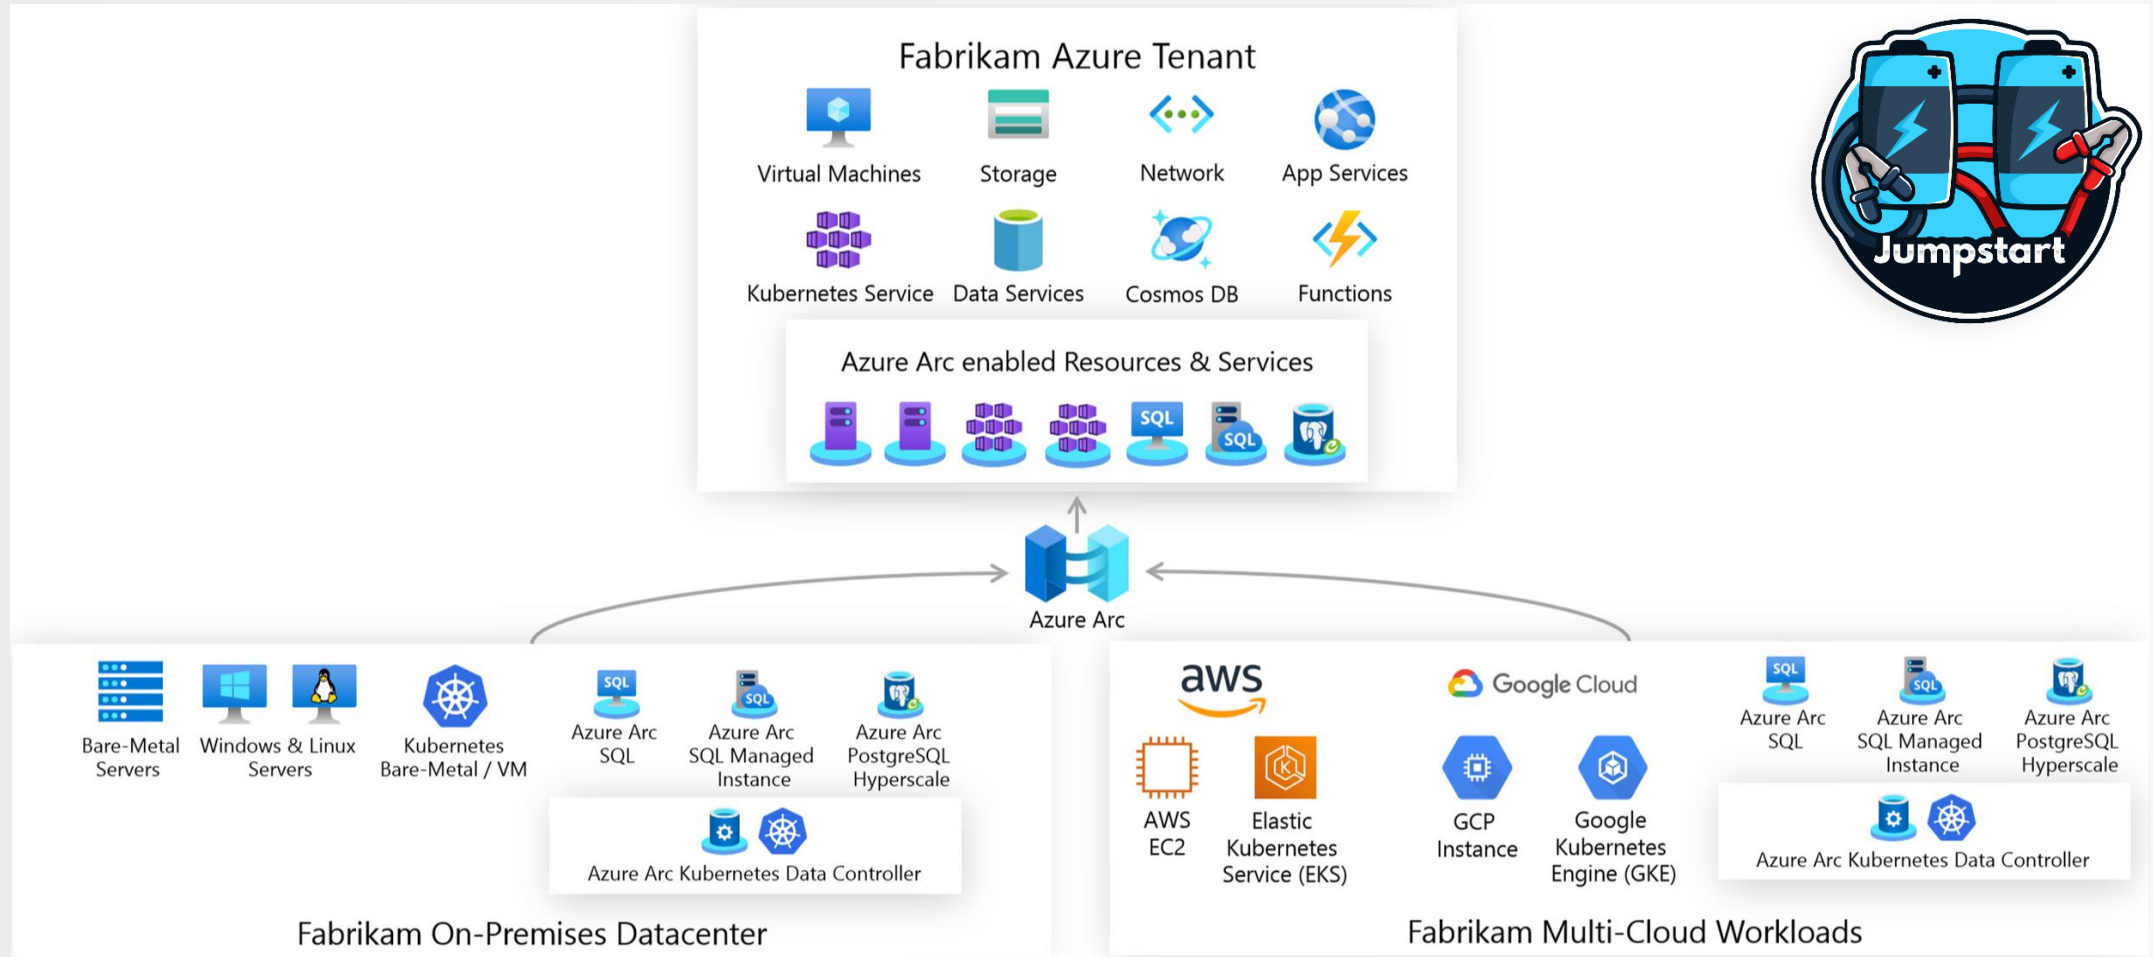 Fabrikam Azure Tenant
Virtual Machines
Storage
Network
App Services
Kubernetes Service
Data Services
Cosmos DB
Functions
Azure Arc enabled Resources & Services
SQL
SQL
Jumpstart
Azure Arc
Bare-Metal
Servers
Windows & Linux
Servers
Kubernetes
Bare-Metal / VM
SQL
Azure Arc
SQL
SQL
Azure Arc
SQL Managed
Instance
Azure Arc
PostgreSQL
Hyperscale
Azure Arc Kubernetes Data Controller
Fabrikam On-Premises Datacenter
aws
AWS
EC2
K
Elastic
Kubernetes
Service (EKS)
Google Cloud
GCP
Instance
Google
Kubernetes
Engine (GKE)
SQL
Azure Arc
SQL
SQL
Azure Arc
SQL Managed
Instance
Azure Arc
PostgreSQL
Hyperscale
Azure Arc Kubernetes Data Controller
Fabrikam Multi-Cloud Workloads